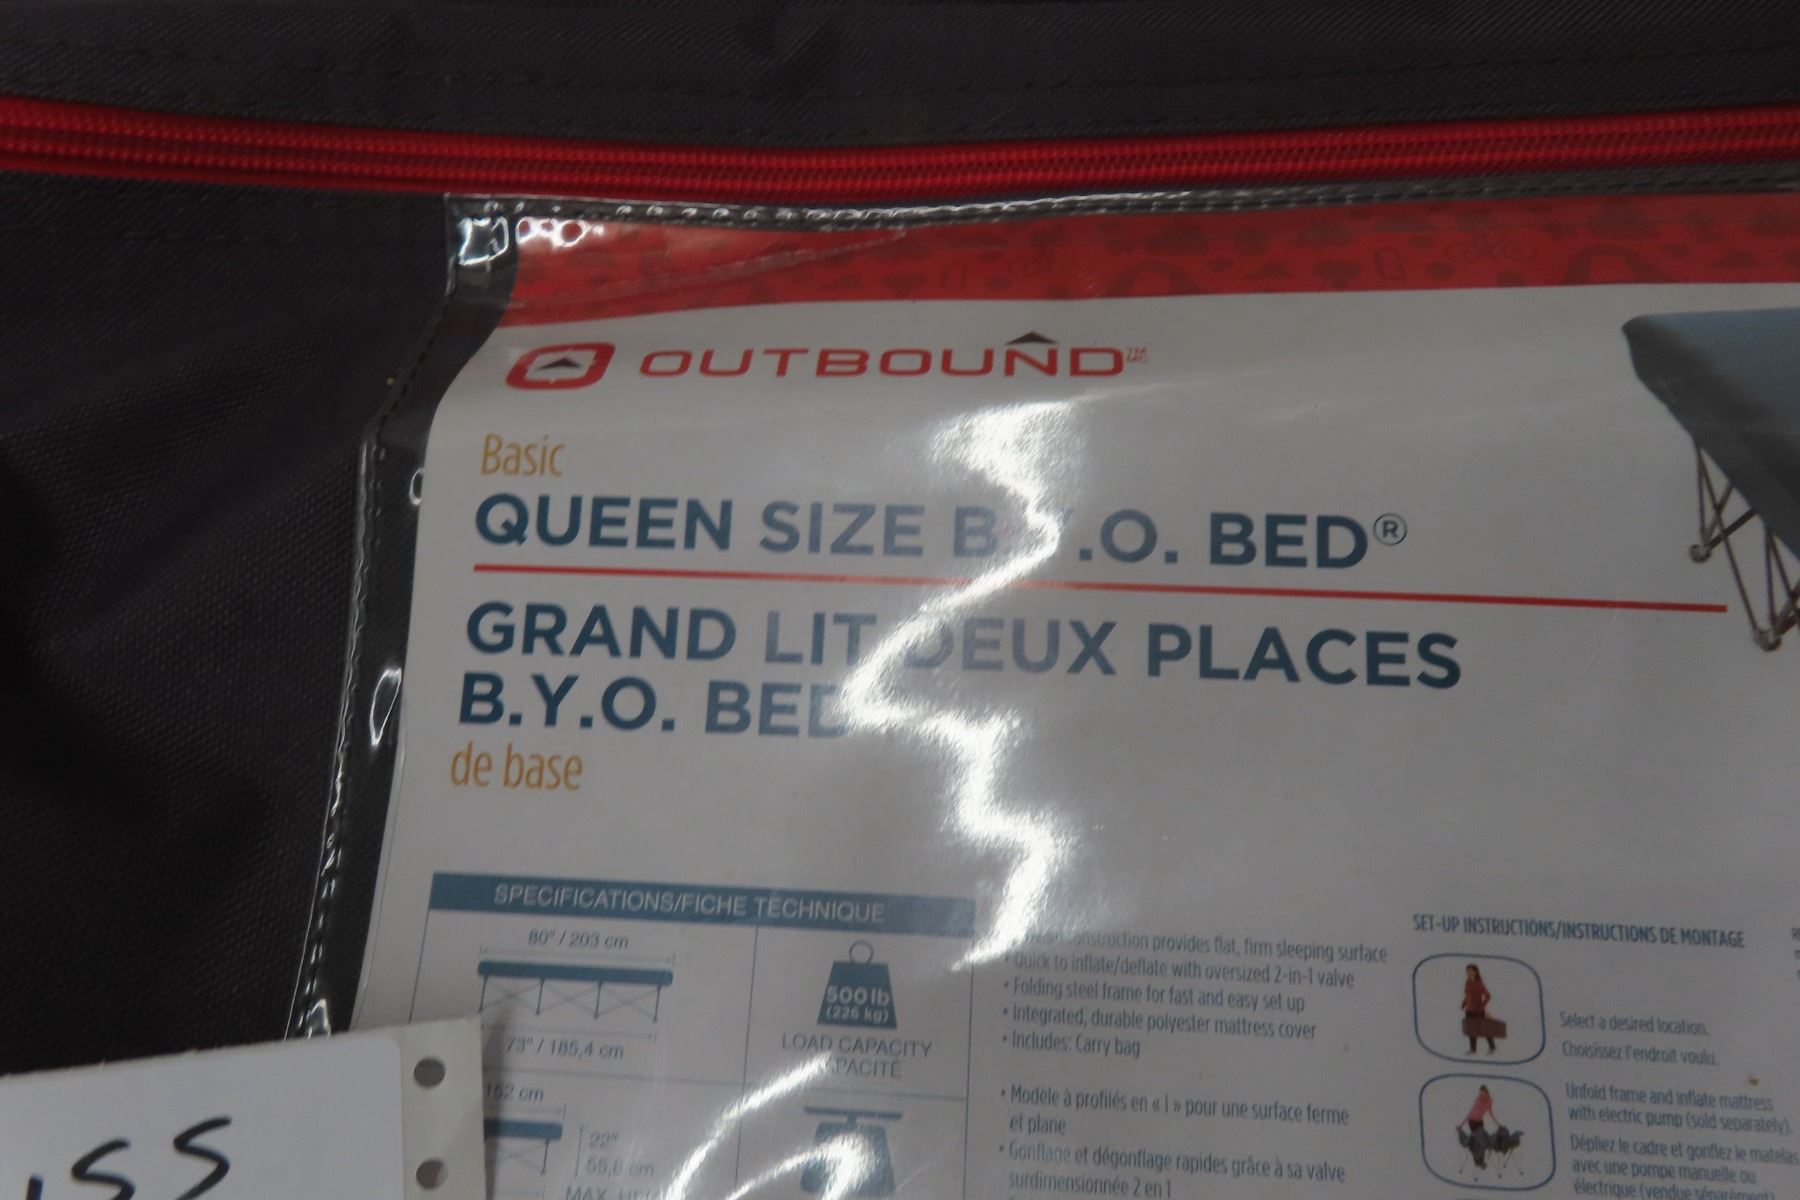 OUTBOUND™ MC
Basic
QUEEN SIZE B.Y.O. BED®
GRAND LIT DEUX PLACES
B.Y.O. BED
de base
SPECIFICATIONS/FICHE TECHNIQUE
80" / 203 cm
73" / 185,4 cm
152 cm
22"
55,8 cm
MAX.
500 lb
(226 kg)
LOAD CAPACITY
construction provides flat, firm sleeping surface
• Quick to inflate/deflate with oversized 2-in-1 valve
• Folding steel frame for fast and easy set up
• Integrated, durable polyester mattress cover
• Includes: Carry bag
• Modèle à profilés en « I » pour une surface ferme
et plane
• Gonflage et dégonflage rapides grâce à sa valve
surdimensionnée 2 en 1
SET-UP INSTRUCTIONS/INSTRUCTIONS DE MONTAGE
Select a desired location.
Choisissez l'endroit voulu.
Unfold frame and inflate mattress
with electric pump (sold separately).
Dépliez le cadre et gonflez le matelas
avec une pompe manuelle ou
électrique (vendue